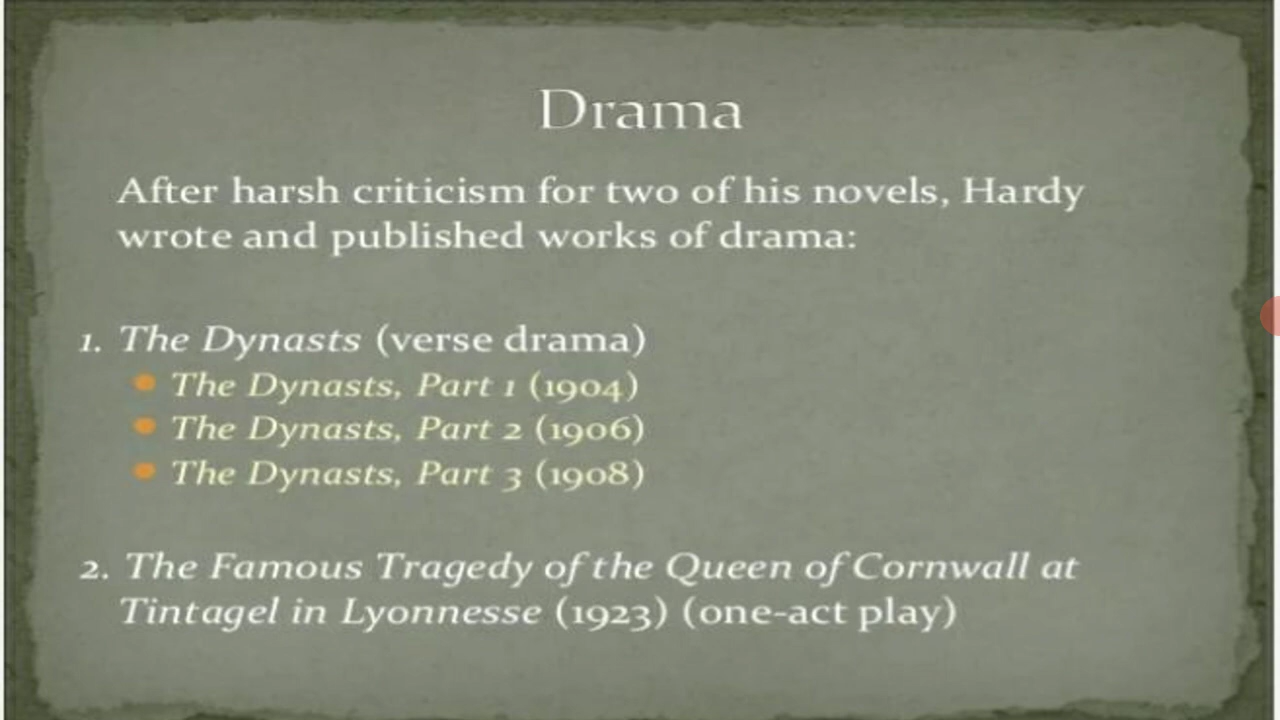 Drama
After harsh criticism for two of his novels, Hardy
wrote and published works of drama:
1. The Dynasts (verse drama)
The Dynasts, Part 1 (1904)
The Dynasts, Part 2 (1906)
The Dynasts, Part 3 (1908)
2. The Famous Tragedy of the Queen of Cornwall at
Tintagel in Lyonnesse (1923) (one-act play)